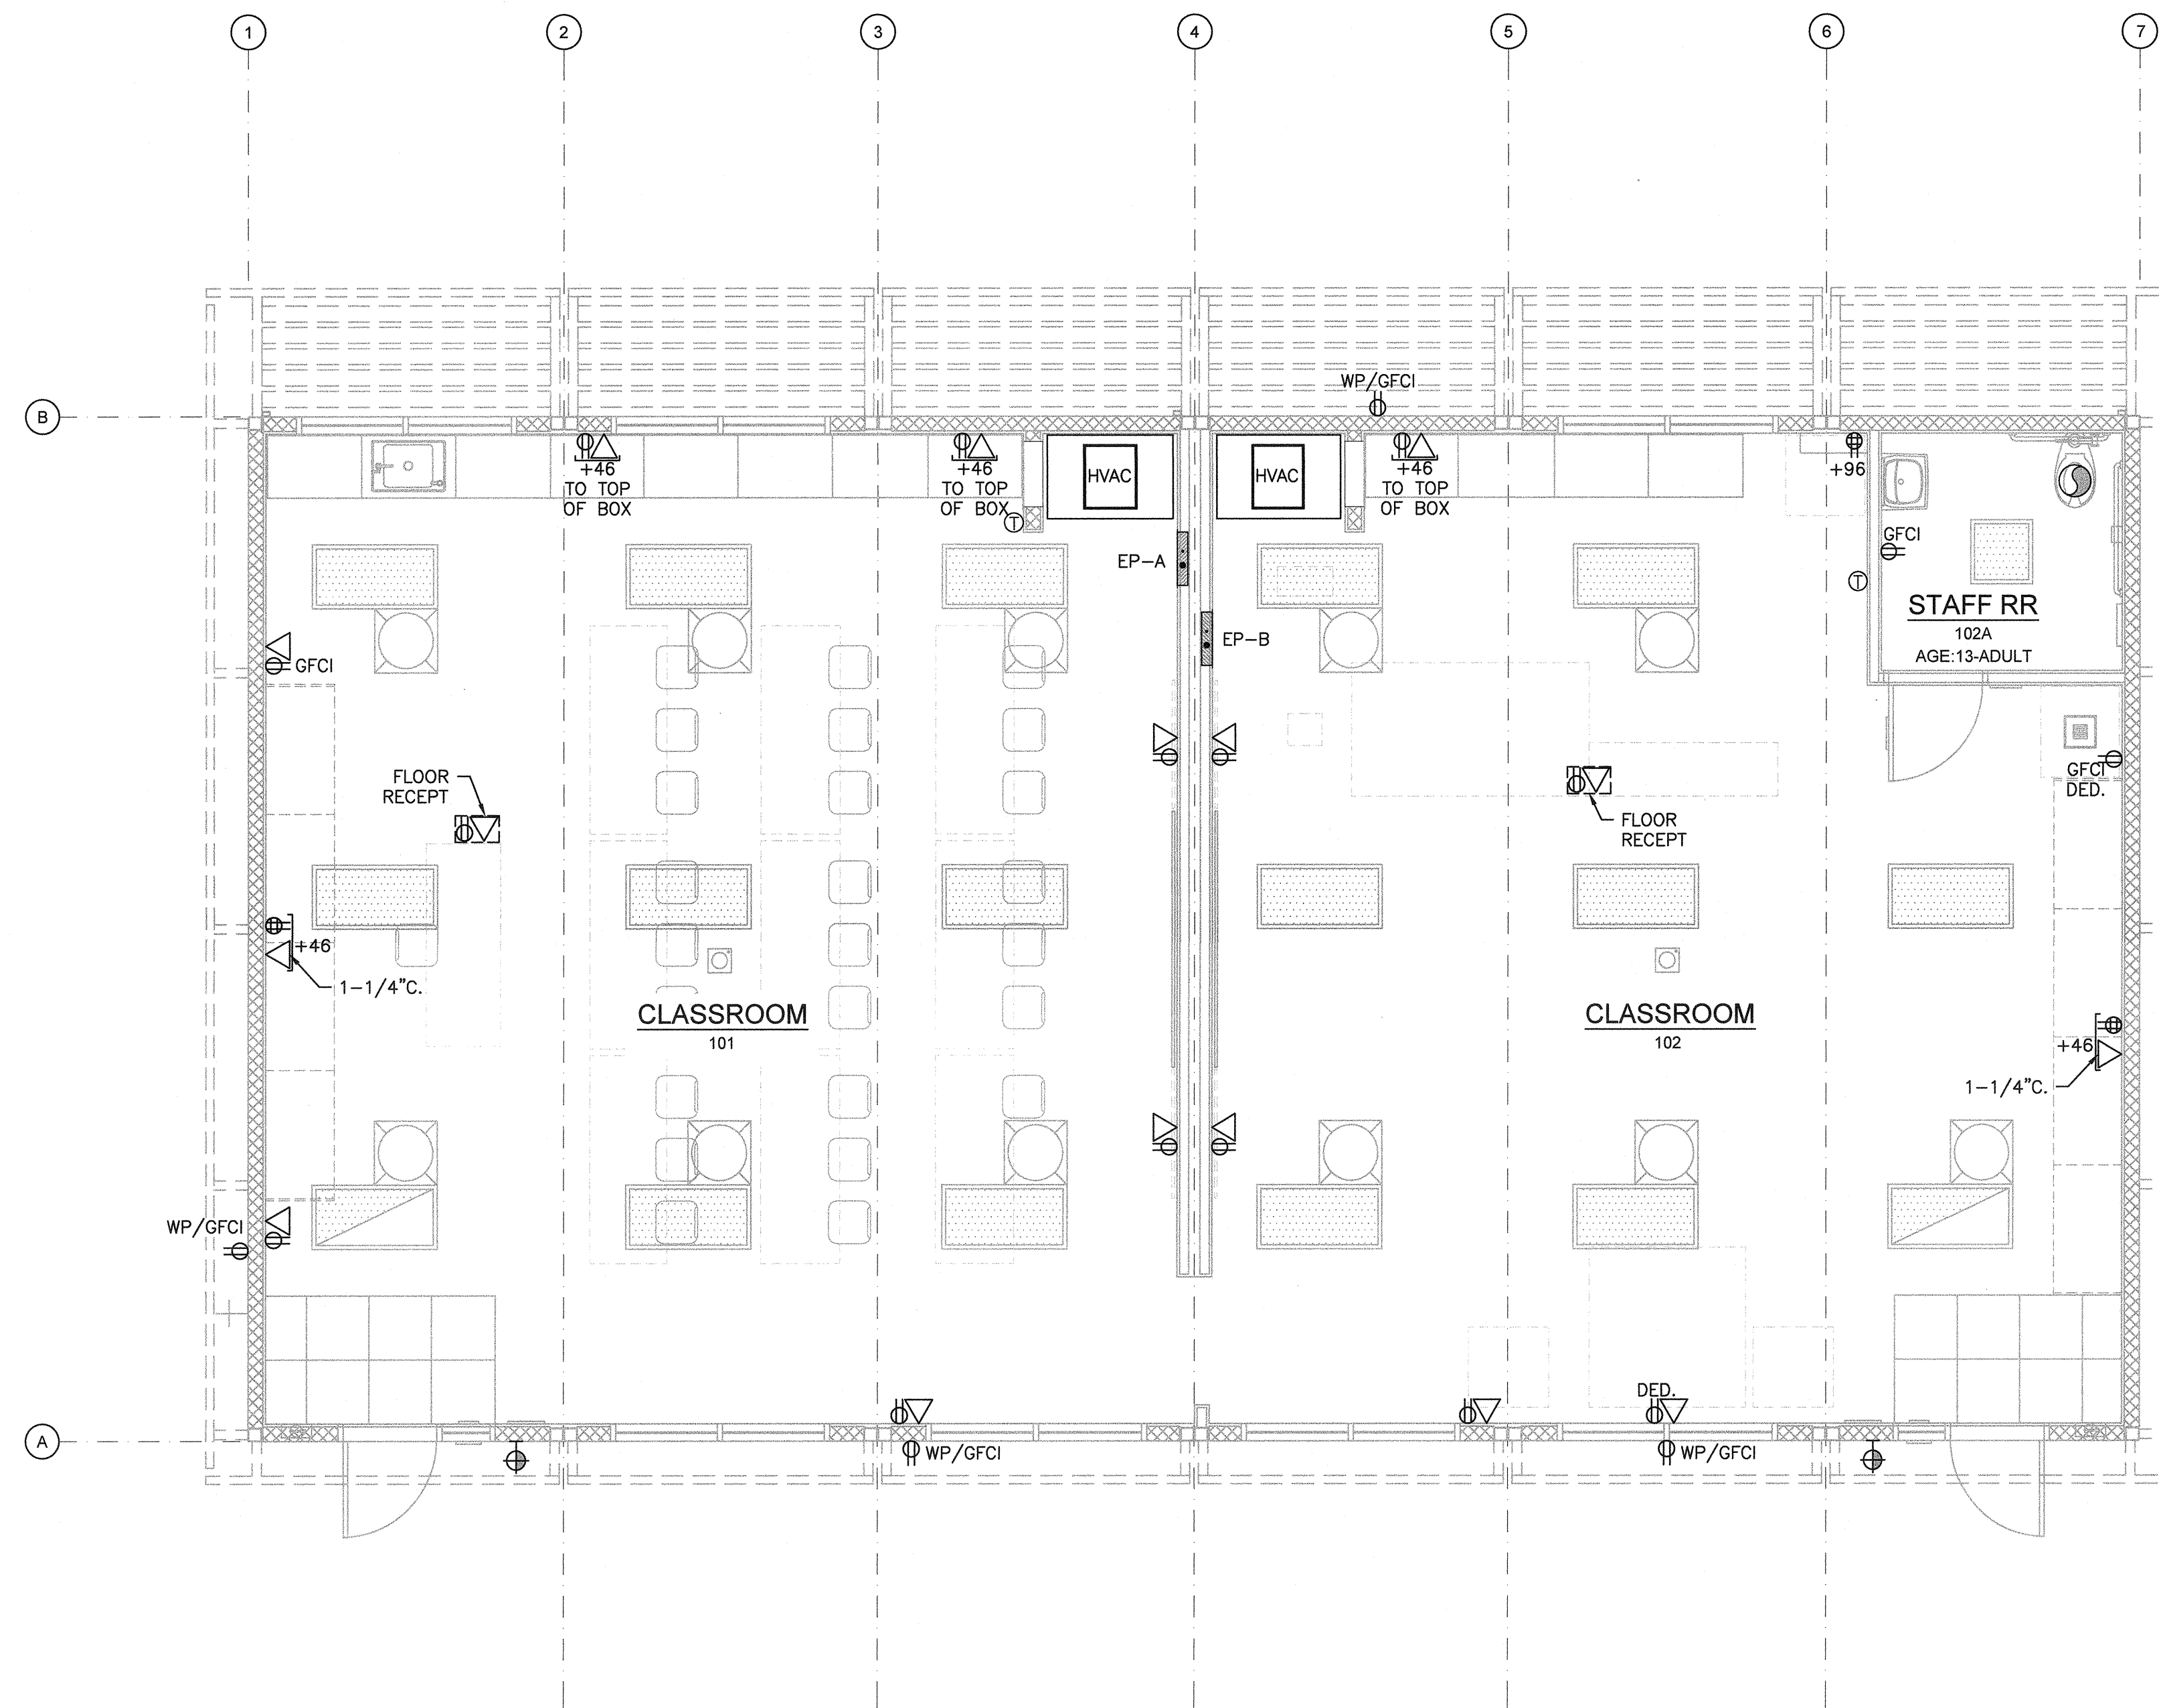 1 2 3 4 5 6 7
WP/GFCI
B
HVAC HVAC
+46
TO TOP
OF BOX
+46
TO TOP
OF BOX
+46
TO TOP
OF BOX
+96
T
GFCI
EP-A
T
STAFF RR
102A
AGE:13-ADULT
EP-B
GFCI
FLOOR
RECEPT
GFCI
DED.
FLOOR
RECEPT
+46
1-1/4"C.
CLASSROOM
101
CLASSROOM
102
+46
1-1/4"C.
WP/GFCI
DED.
A
WP/GFCI
WP/GFCI